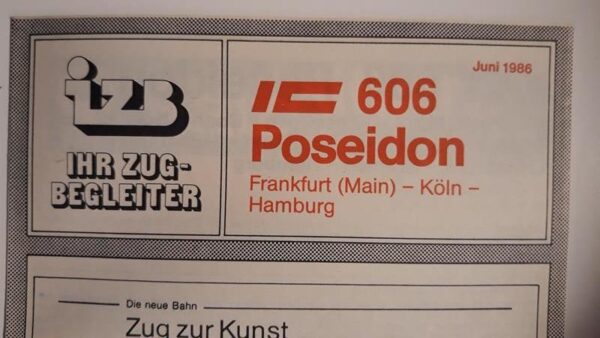 izb
IHR ZUG-
BEGLEITER
Juni 1986
IC 606
Poseidon
Frankfurt (Main) – Köln –
Hamburg
Die neue Bahn
Zug zur Kunst